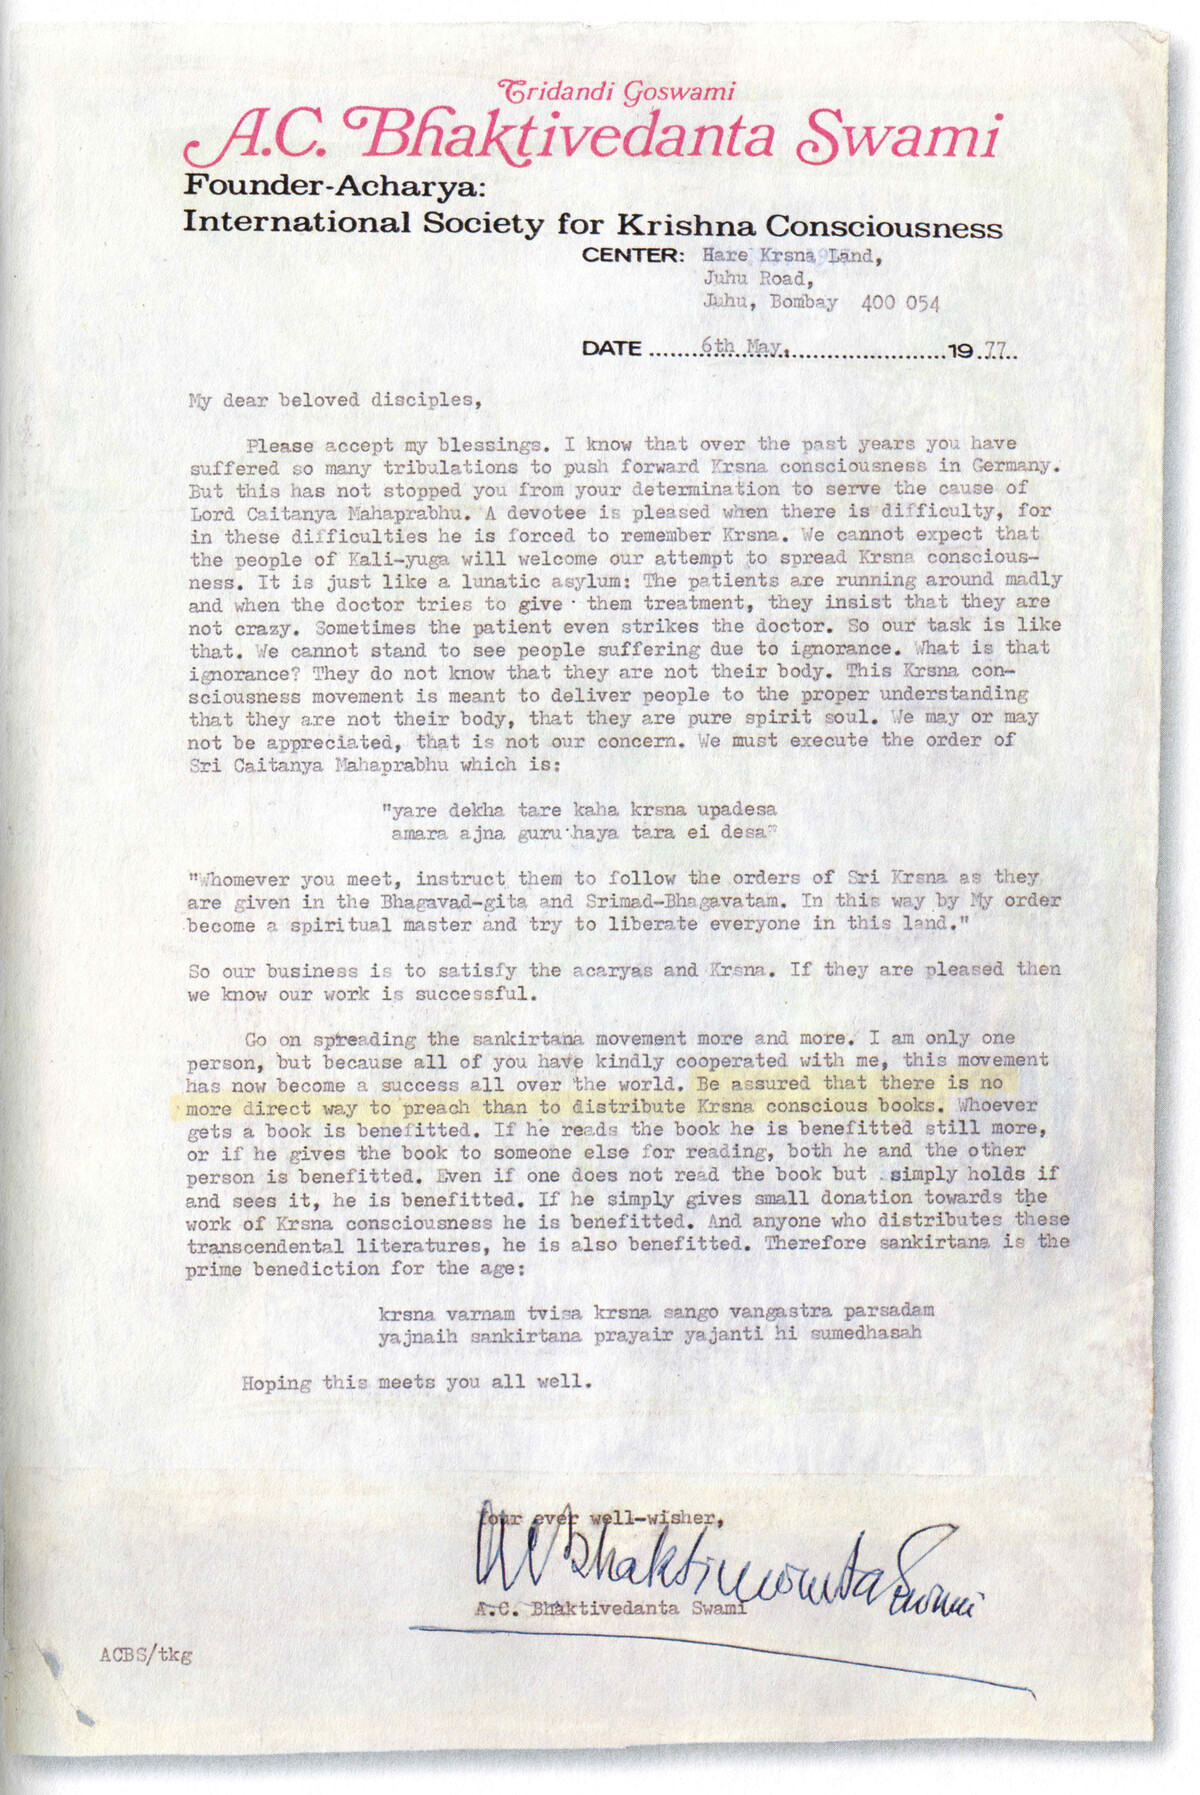 Tridandi Goswami
A.C. Bhaktivedanta Swami
Founder-Acharya:
International Society for Krishna Consciousness
CENTER: Hare Krsna Land,
Juhu Road,
Juhu, Bombay 400 054
DATE .......6th May,........................19.77..
My dear beloved disciples,
Please accept my blessings. I know that over the past years you have
suffered so many tribulations to push forward Krsna consciousness in Germany.
But this has not stopped you from your determination to serve the cause of
Lord Caitanya Mahaprabhu. A devotee is pleased when there is difficulty, for
in these difficulties he is forced to remember Krsna. We cannot expect that
the people of Kali-yuga will welcome our attempt to spread Krsna conscious-
ness. It is just like a lunatic asylum: The patients are running around madly
and when the doctor tries to give them treatment, they insist that they are
not crazy. Sometimes the patient even strikes the doctor. So our task is like
that. We cannot stand to see people suffering due to ignorance. What is that
ignorance? They do not know that they are not their body. This Krsna con-
sciousness movement is meant to deliver people to the proper understanding
that they are not their body, that they are pure spirit soul. We may or may
not be appreciated, that is not our concern. We must execute the order of
Sri Caitanya Mahaprabhu which is:
"yare dekha tare kaha krsna upadesa
amara ajna guru haya tara ei desa"
"Whomever you meet, instruct them to follow the orders of Sri Krsna as they
are given in the Bhagavad-gita and Srimad-Bhagavatam. In this way by My order
become a spiritual master and try to liberate everyone in this land."
So our business is to satisfy the acaryas and Krsna. If they are pleased then
we know our work is successful.
Go on spreading the sankirtana movement more and more. I am only one
person, but because all of you have kindly cooperated with me, this movement
has now become a success all over the world. Be assured that there is no
more direct way to preach than to distribute Krsna conscious books. Whoever
gets a book is benefitted. If he reads the book he is benefitted still more,
or if he gives the book to someone else for reading, both he and the other
person is benefitted. Even if one does not read the book but simply holds if
and sees it, he is benefitted. If he simply gives small donation towards the
work of Krsna consciousness he is benefitted. And anyone who distributes these
transcendental literatures, he is also benefitted. Therefore sankirtana is the
prime benediction for the age:
krsna varnam tvisa krsna sango vangastra parsadam
yajnaih sankirtana prayair yajanti hi sumedhasah
Hoping this meets you all well.
Your ever well-wisher,
A C Bhaktivedanta Swami
A.C. Bhaktivedanta Swami
ACBS/tkg